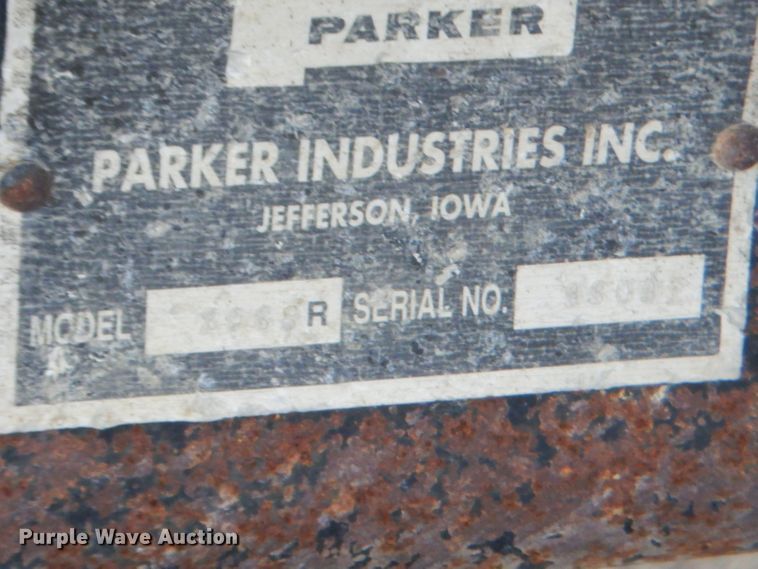 PARKER
PARKER INDUSTRIES INC.
JEFFERSON, IOWA
MODEL R SERIAL NO.
Purple Wave Auction